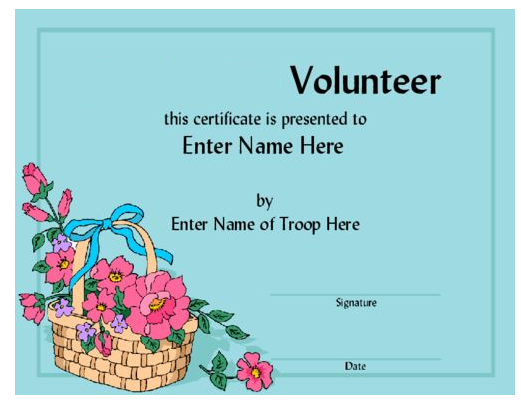 Volunteer
this certificate is presented to
Enter Name Here
by
Enter Name of Troop Here
Signature
Date